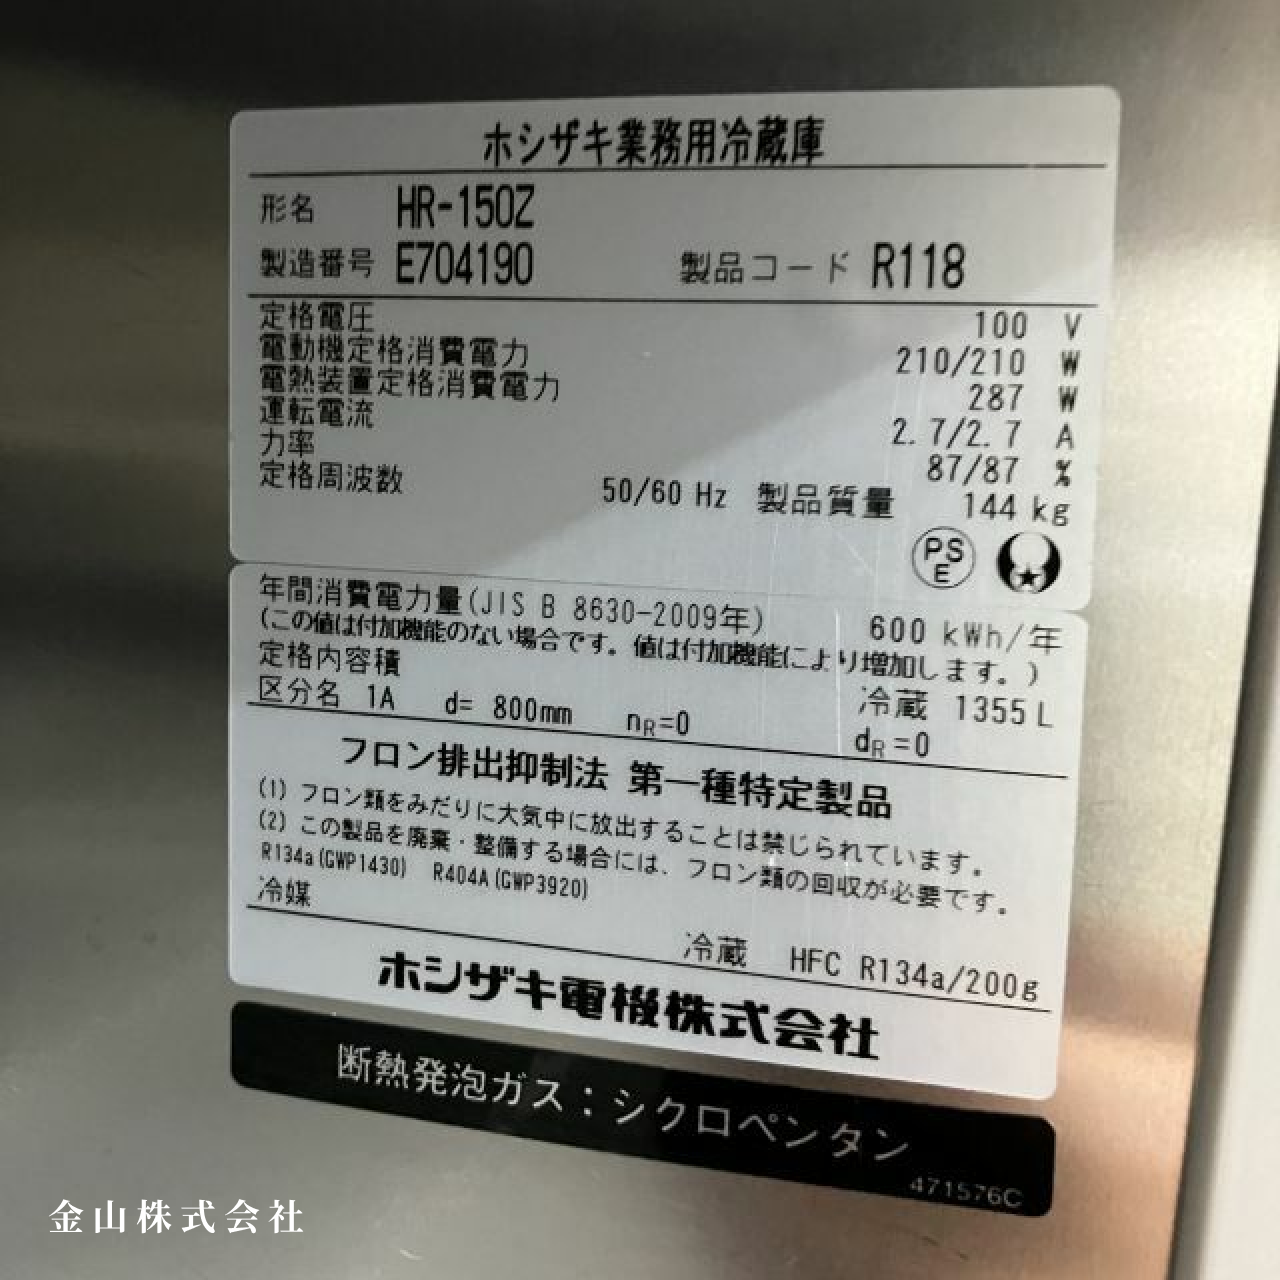 ホシザキ業務用冷蔵庫
形名 HR-150Z
製造番号 E704190 製品コード R118
定格電圧 100 V
電動機定格消費電力 210/210 W
電熱装置定格消費電力 287 W
運転電流 2.7/2.7 A
力率 87/87 %
定格周波数 50/60 Hz 製品質量 144 kg
PS
E
年間消費電力量(JIS B 8630-2009年) 600 kWh/年
(この値は付加機能のない場合です。値は付加機能により増加します。)
定格内容積 冷蔵 1355 L
区分名 1A d= 800mm nR=0 dR=0
フロン排出抑制法 第一種特定製品
(1) フロン類をみだりに大気中に放出することは禁じられています。
(2) この製品を廃棄・整備する場合には、フロン類の回収が必要です。
R134a(GWP1430) R404A(GWP3920)
冷媒 冷蔵 HFC R134a/200g
ホシザキ電機株式会社
断熱発泡ガス：シクロペンタン
471576C
金山株式会社